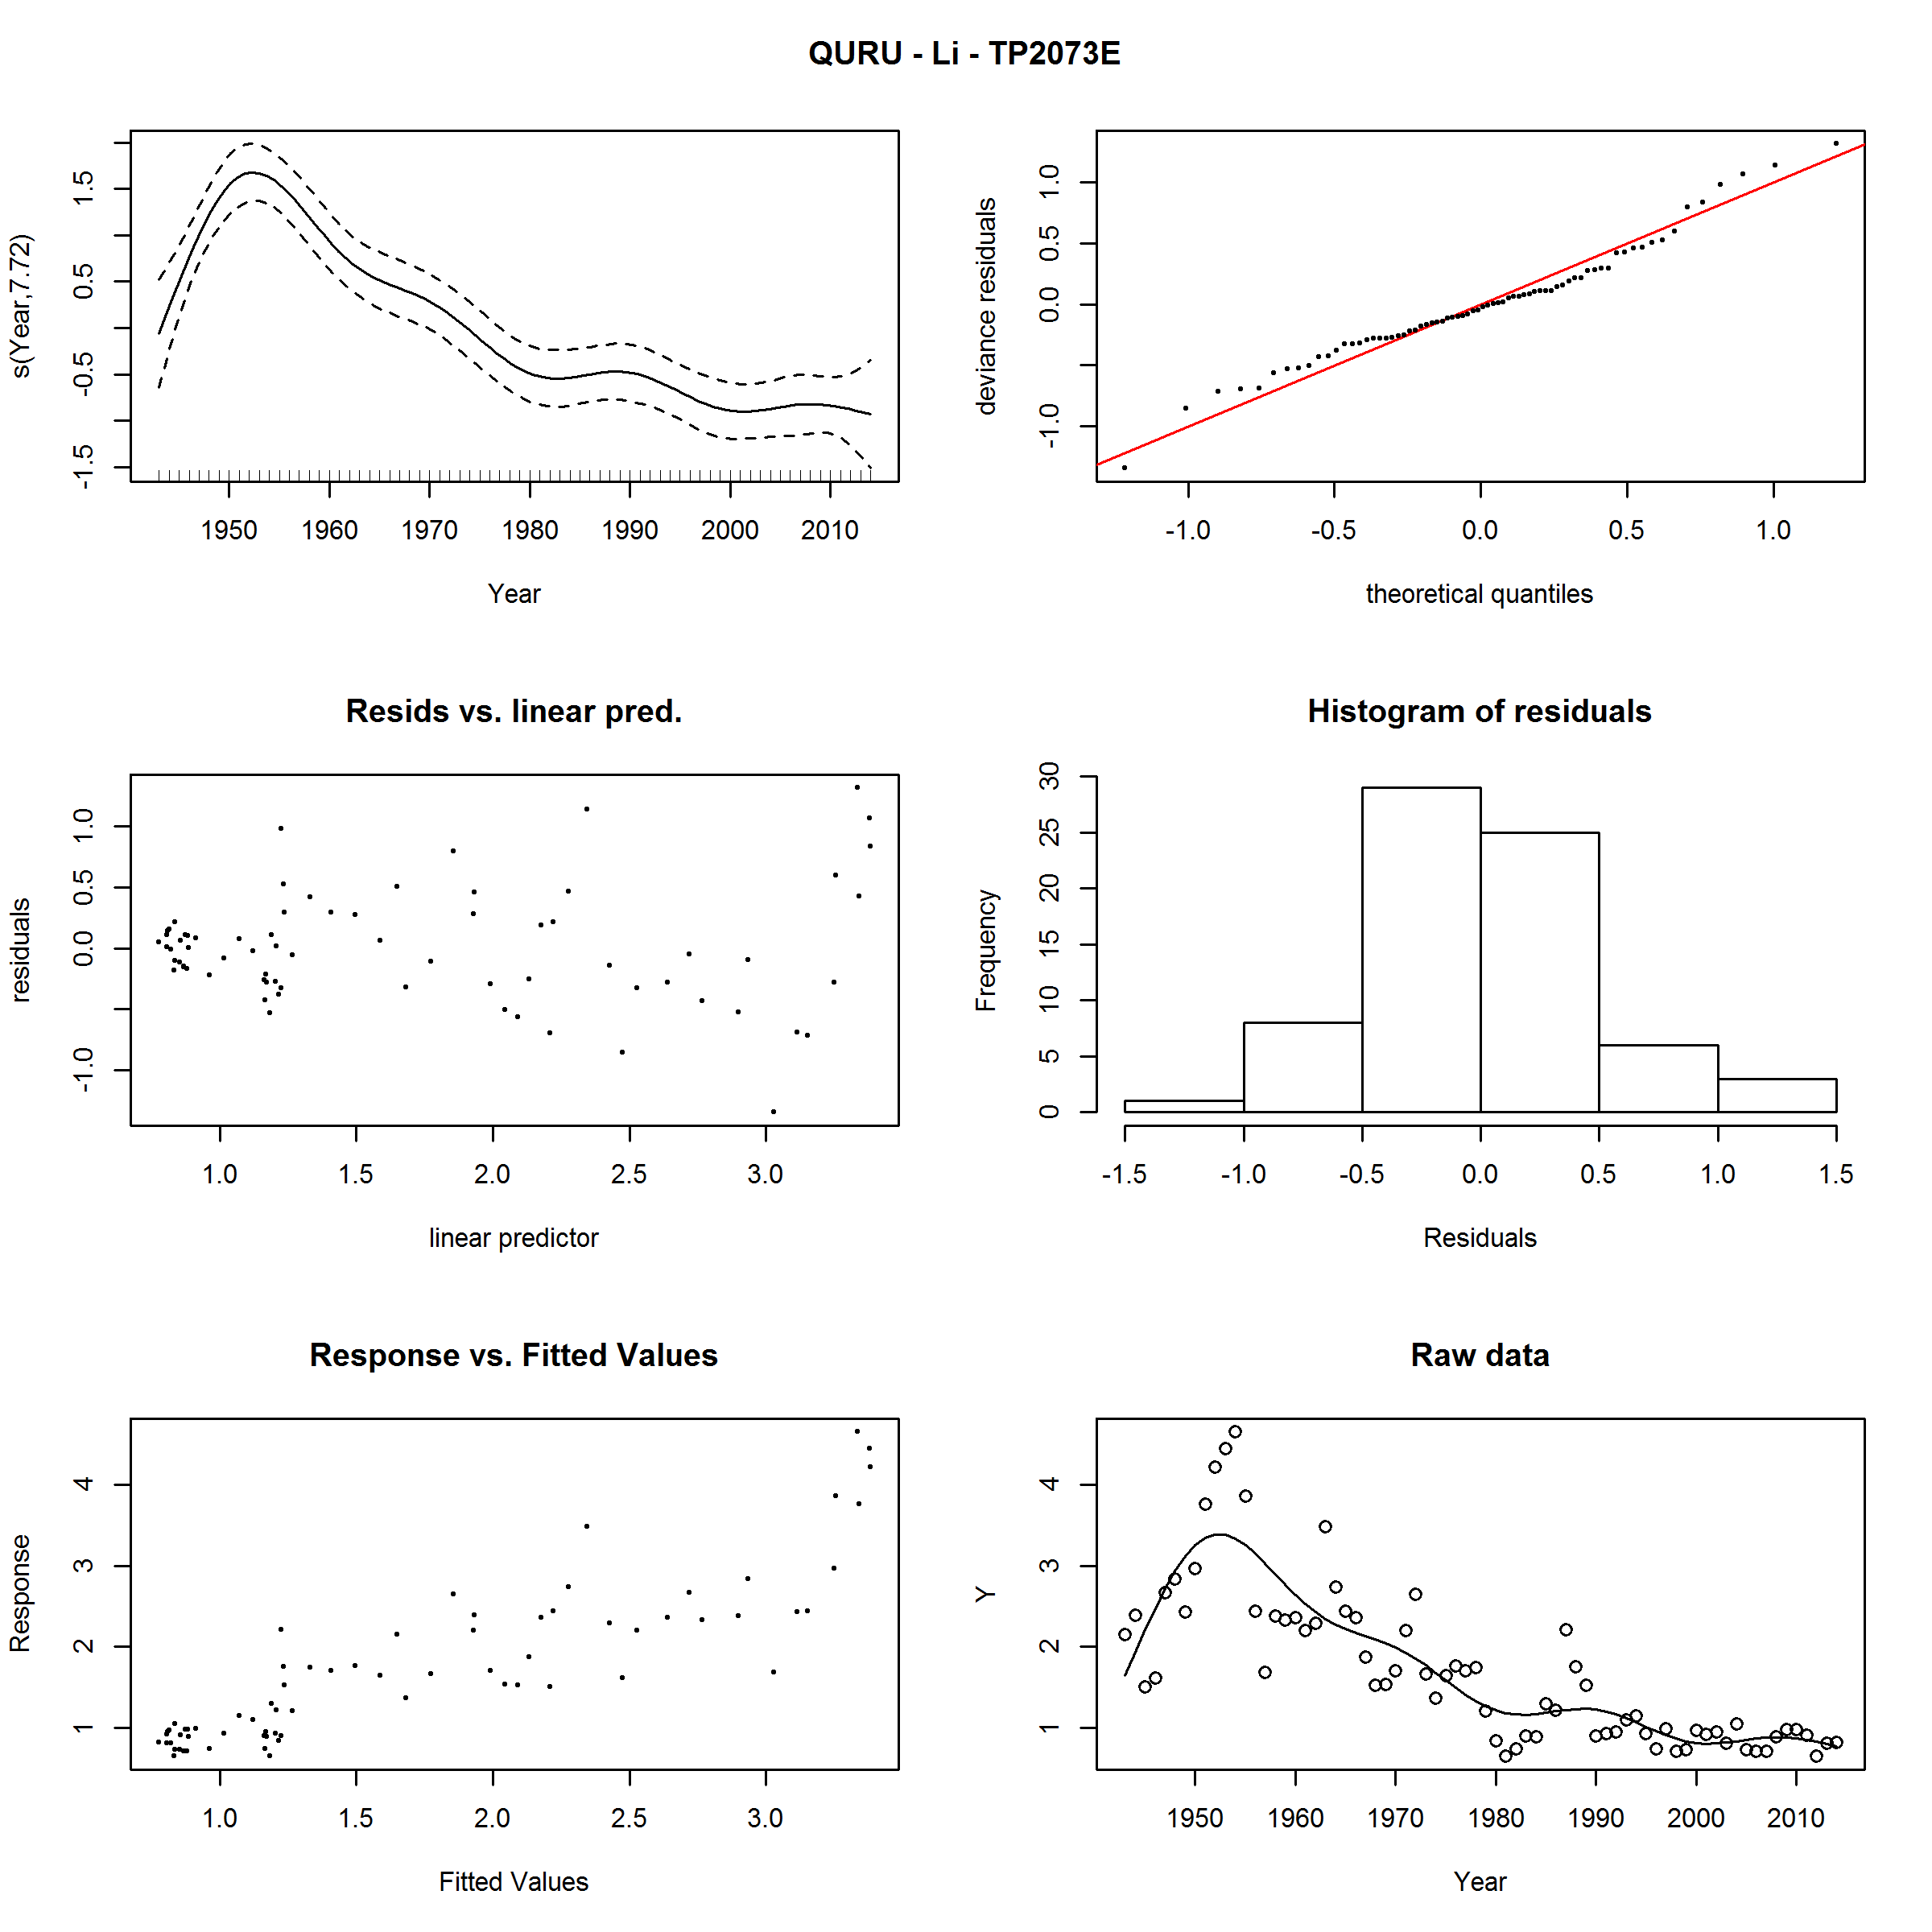 QURU - Li - TP2073E
s(Year,7.72)
-1.5 -0.5 0.5 1.5
1950 1960 1970 1980 1990 2000 2010
Year
deviance residuals
-1.0 0.0 0.5 1.0
-1.0 -0.5 0.0 0.5 1.0
theoretical quantiles
Resids vs. linear pred.
residuals
-1.0 0.0 0.5 1.0
1.0 1.5 2.0 2.5 3.0
linear predictor
Histogram of residuals
Frequency
0 5 10 15 20 25 30
-1.5 -1.0 -0.5 0.0 0.5 1.0 1.5
Residuals
Response vs. Fitted Values
Response
1 2 3 4
1.0 1.5 2.0 2.5 3.0
Fitted Values
Raw data
Y
1 2 3 4
1950 1960 1970 1980 1990 2000 2010
Year